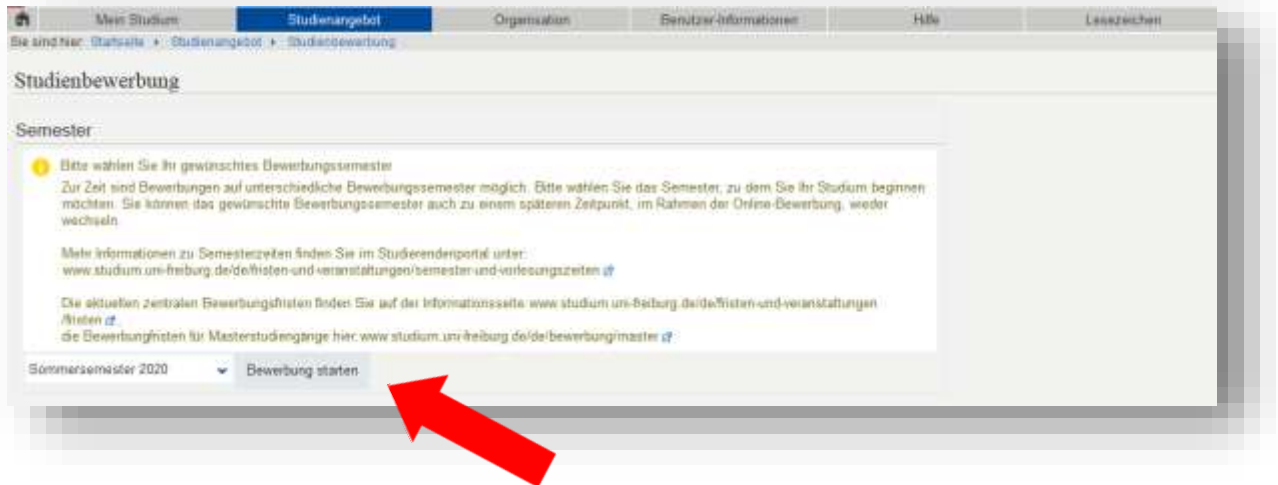 Mein Studium Studienangebot Organisation Benutzer-Informationen Hilfe Lesezeichen
Sie sind hier: Startseite Studienangebot Studienbewerbung
Studienbewerbung
Semester
Bitte wählen Sie Ihr gewünschtes Bewerbungssemester
Zur Zeit sind Bewerbungen auf unterschiedliche Bewerbungssemester möglich. Bitte wählen Sie das Semester, zu dem Sie Ihr Studium beginnen
möchten. Sie können das gewünschte Bewerbungssemester auch zu einem späteren Zeitpunkt, im Rahmen der Online-Bewerbung, wieder
wechseln.
Mehr Informationen zu Semesterzeiten finden Sie im Studierendenportal unter:
www.studium.uni-freiburg.de/de/fristen-und-veranstaltungen/semester-und-vorlesungszeiten
Die aktuellen zentralen Bewerbungsfristen finden Sie auf der Informationsseite www.studium.uni-freiburg.de/de/fristen-und-veranstaltungen
/fristen
die Bewerbungfristen für Masterstudiengänge hier: www.studium.uni-freiburg.de/de/bewerbung/master
Sommersemester 2020 Bewerbung starten